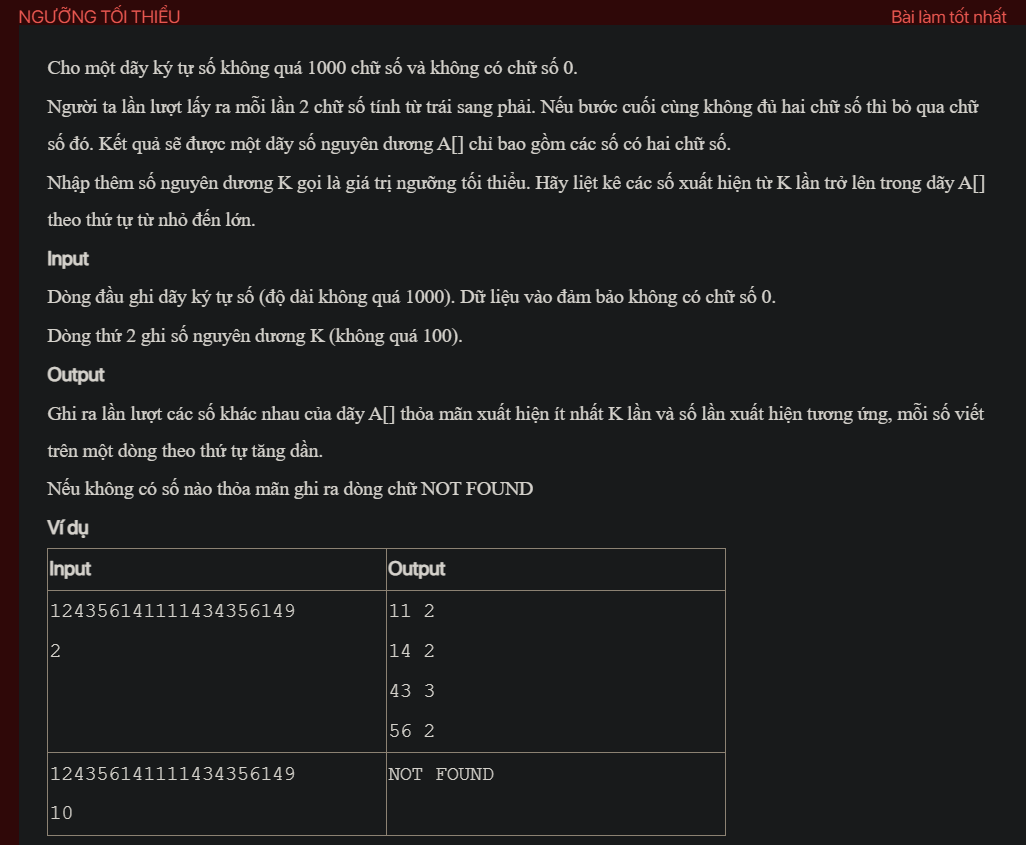 NGƯỠNG TỐI THIỂU
Bài làm tốt nhất
Cho một dãy ký tự số không quá 1000 chữ số và không có chữ số 0.
Người ta lần lượt lấy ra mỗi lần 2 chữ số tính từ trái sang phải. Nếu bước cuối cùng không đủ hai chữ số thì bỏ qua chữ
số đó. Kết quả sẽ được một dãy số nguyên dương A[] chỉ bao gồm các số có hai chữ số.
Nhập thêm số nguyên dương K gọi là giá trị ngưỡng tối thiểu. Hãy liệt kê các số xuất hiện từ K lần trở lên trong dãy A[]
theo thứ tự từ nhỏ đến lớn.
Input
Dòng đầu ghi dãy ký tự số (độ dài không quá 1000). Dữ liệu vào đảm bảo không có chữ số 0.
Dòng thứ 2 ghi số nguyên dương K (không quá 100).
Output
Ghi ra lần lượt các số khác nhau của dãy A[] thỏa mãn xuất hiện ít nhất K lần và số lần xuất hiện tương ứng, mỗi số viết
trên một dòng theo thứ tự tăng dần.
Nếu không có số nào thỏa mãn ghi ra dòng chữ NOT FOUND
Ví dụ
Input Output
124356141111434356149 11 2
2 14 2
43 3
56 2
124356141111434356149 NOT FOUND
10